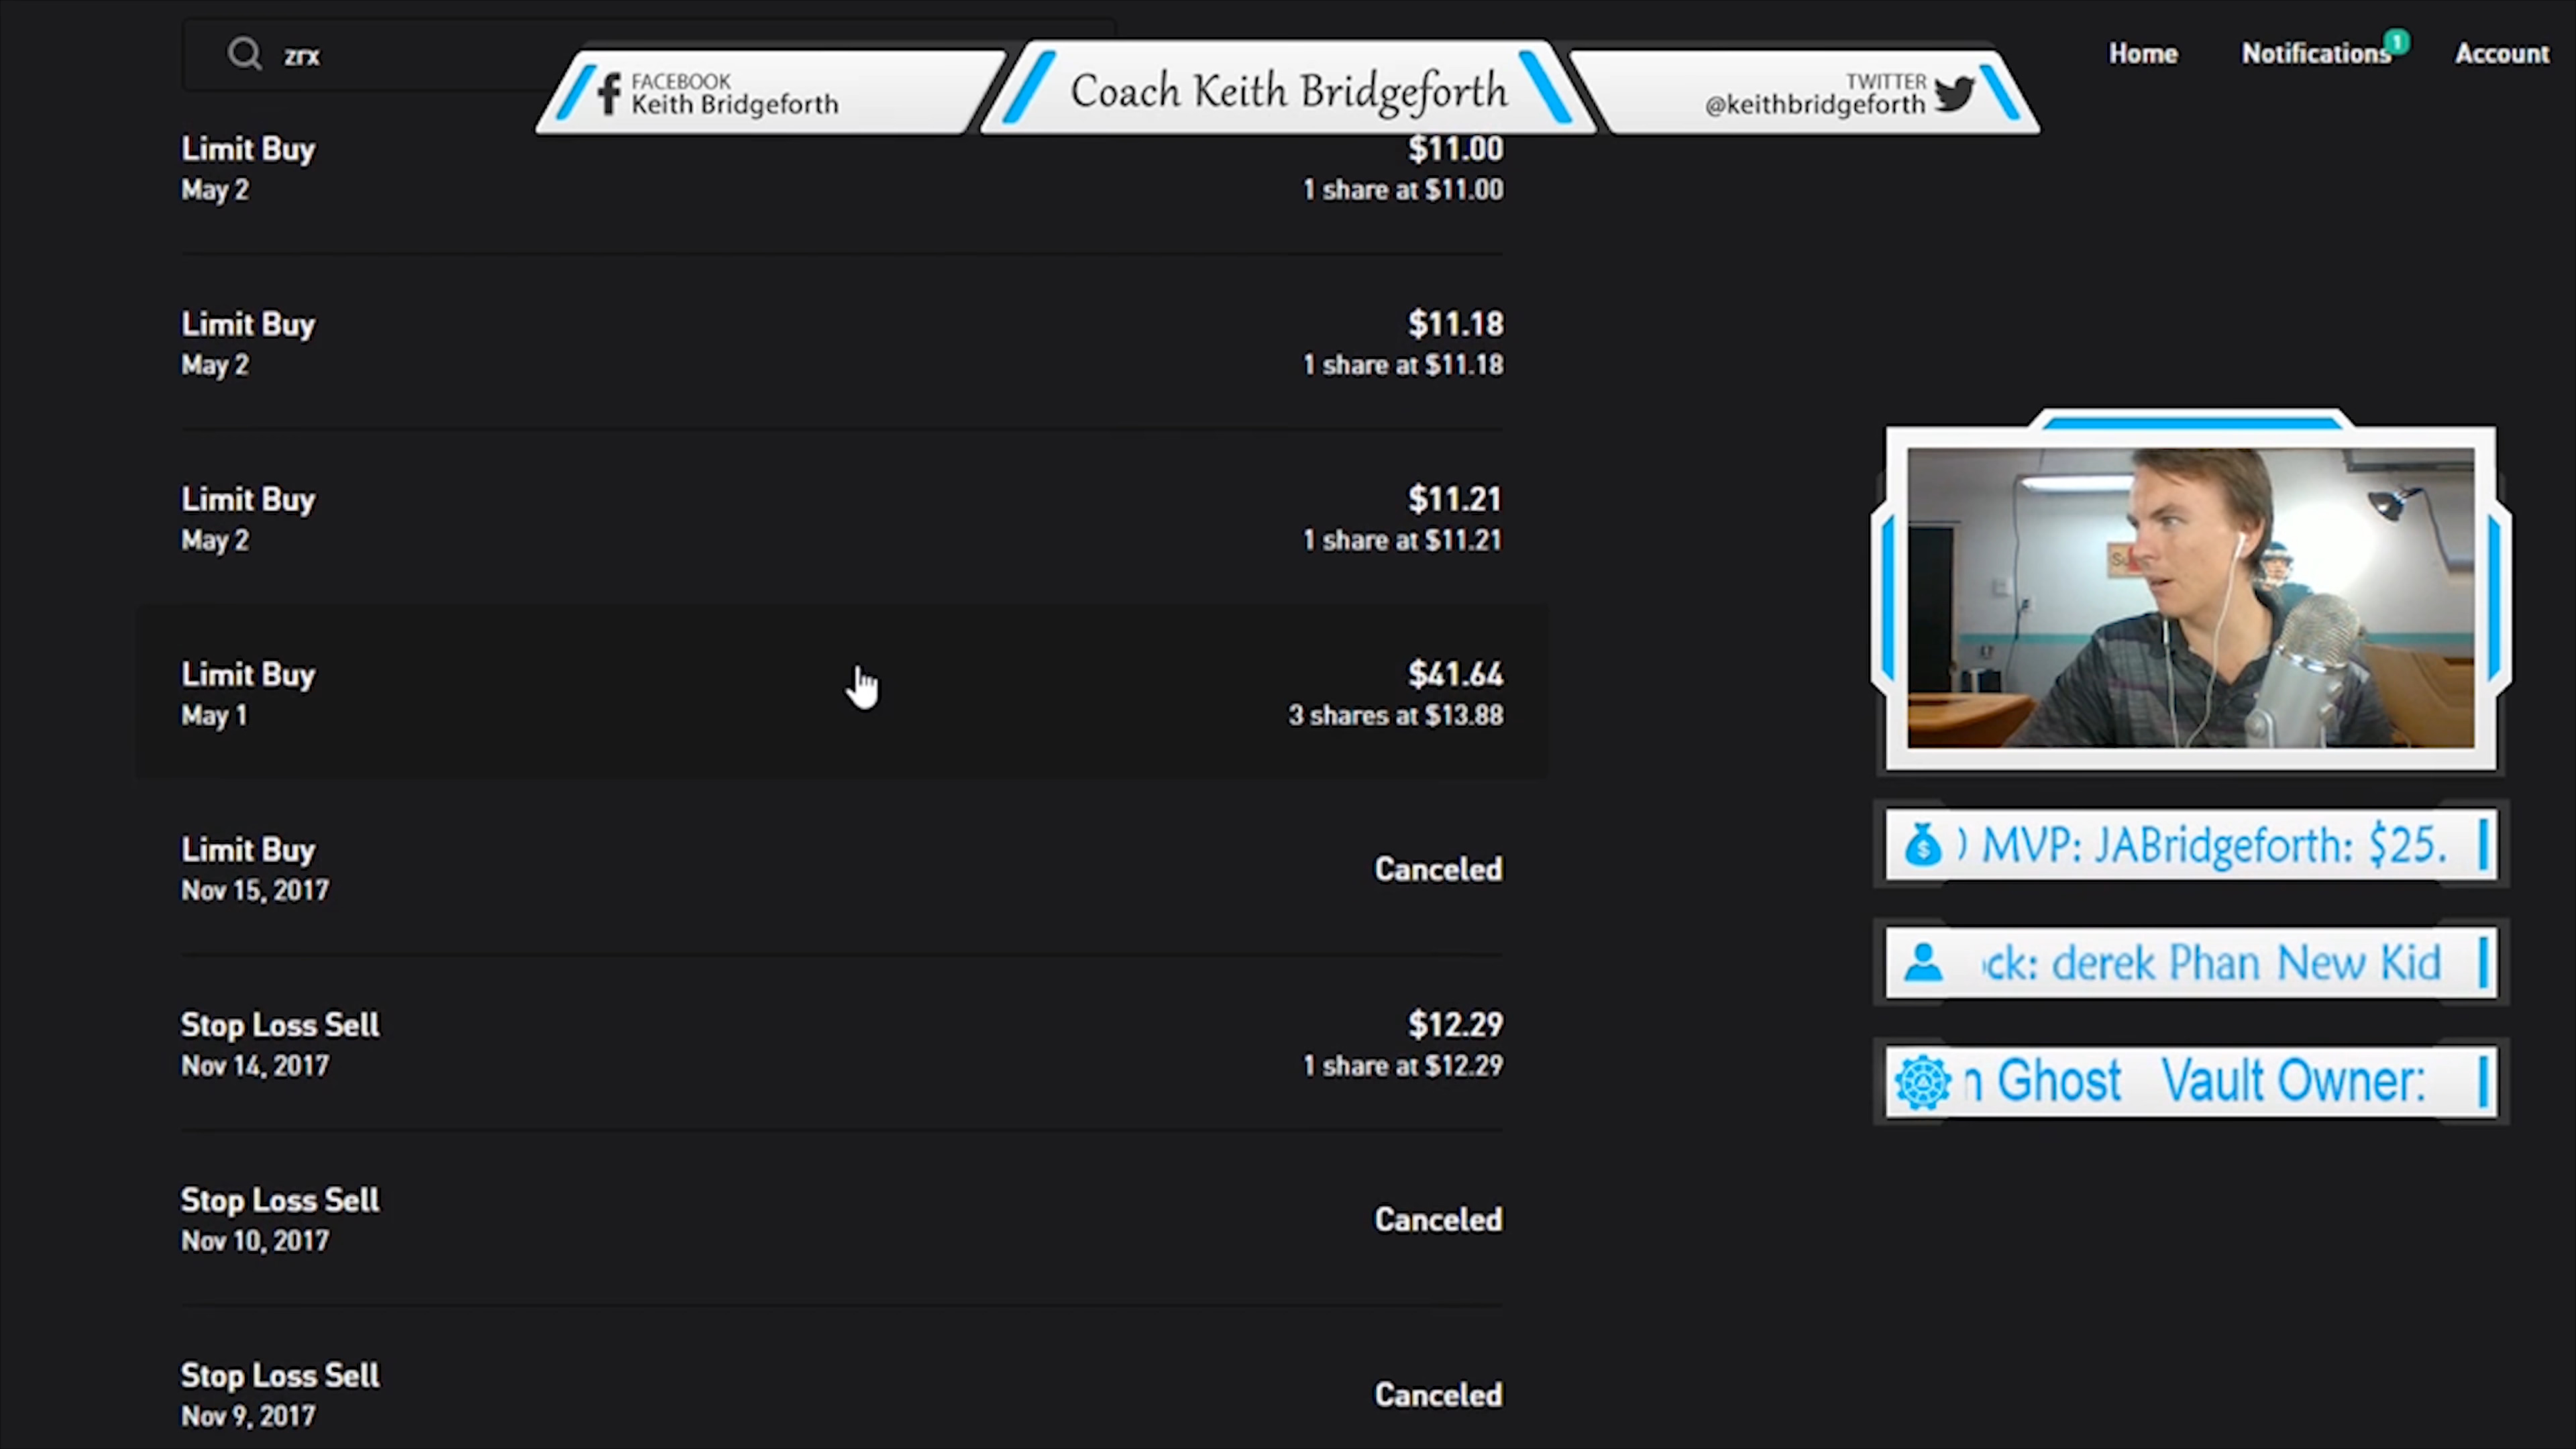 zrx
Home
Notifications
1
Account
FACEBOOK
Keith Bridgeforth
Coach Keith Bridgeforth
TWITTER
@keithbridgeforth
Limit Buy
May 2
$11.00
1 share at $11.00
Limit Buy
May 2
$11.18
1 share at $11.18
Limit Buy
May 2
$11.21
1 share at $11.21
Limit Buy
May 1
$41.64
3 shares at $13.88
Limit Buy
Nov 15, 2017
Canceled
Stop Loss Sell
Nov 14, 2017
$12.29
1 share at $12.29
Stop Loss Sell
Nov 10, 2017
Canceled
Stop Loss Sell
Nov 9, 2017
Canceled
) MVP: JABridgeforth: $25.
ck: derek Phan New Kid
n Ghost Vault Owner: